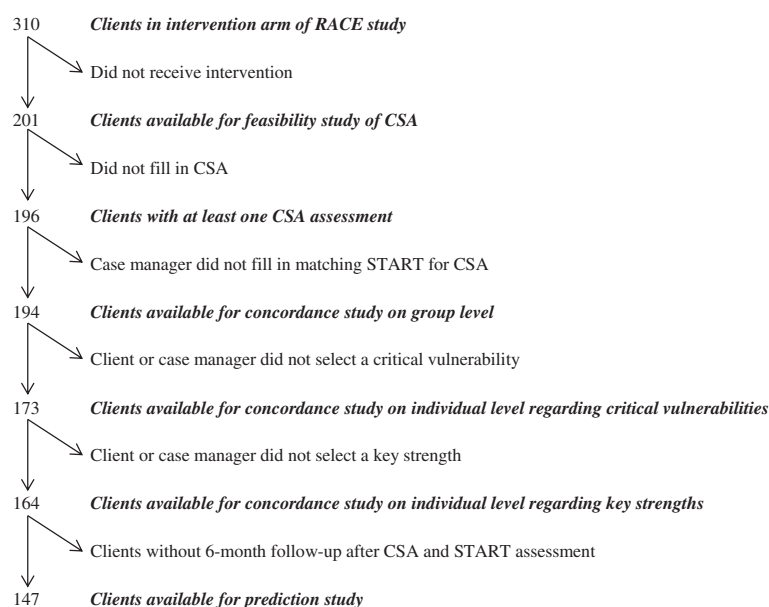 310 Clients in intervention arm of RACE study
Did not receive intervention
201 Clients available for feasibility study of CSA
Did not fill in CSA
196 Clients with at least one CSA assessment
Case manager did not fill in matching START for CSA
194 Clients available for concordance study on group level
Client or case manager did not select a critical vulnerability
173 Clients available for concordance study on individual level regarding critical vulnerabilities
Client or case manager did not select a key strength
164 Clients available for concordance study on individual level regarding key strengths
Clients without 6-month follow-up after CSA and START assessment
147 Clients available for prediction study